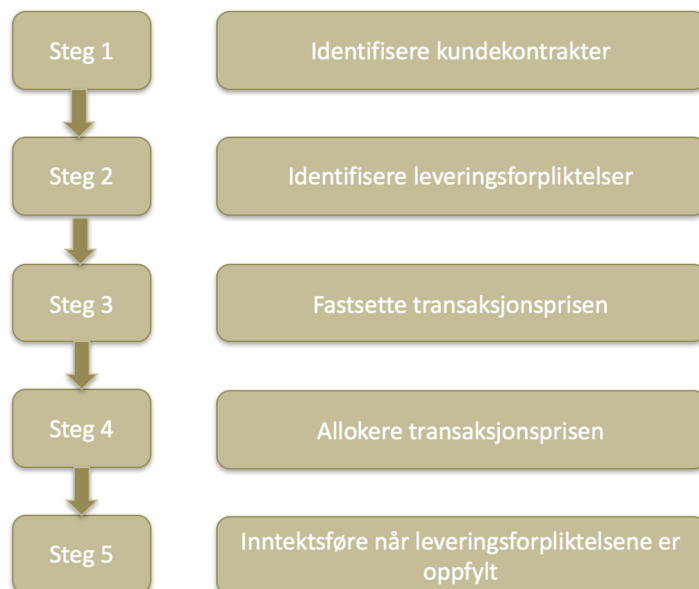 Steg 1
Identifisere kundekontrakter
Steg 2
Identifisere leveringsforpliktelser
Steg 3
Fastsette transaksjonsprisen
Steg 4
Allokere transaksjonsprisen
Steg 5
Inntektsføre når leveringsforpliktelsene er
oppfylt